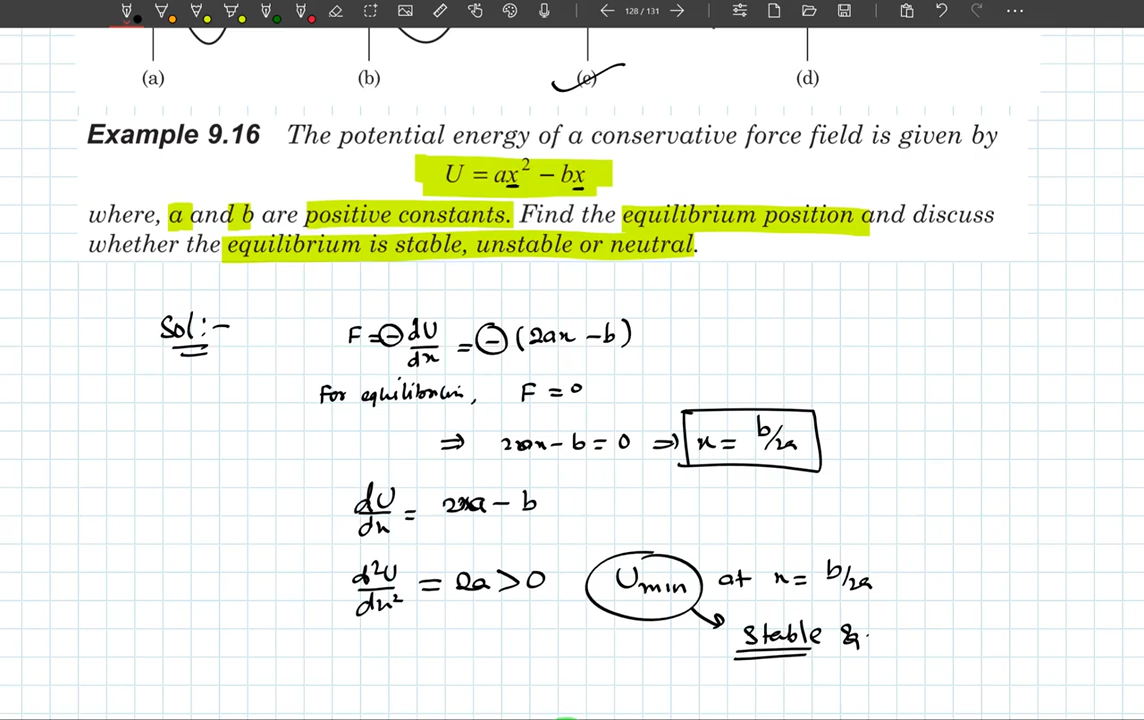 128 / 131
(a) (b) (c) (d)
Example 9.16 The potential energy of a conservative force field is given by
U = ax² − bx
where, a and b are positive constants. Find the equilibrium position and discuss
whether the equilibrium is stable, unstable or neutral.
Sol:- F = - dU/dx = - (2ax - b)
For equilibrium, F = 0
⇒ 2ax - b = 0 ⇒ x = b/2a
dU/dx = 2xa - b
d²U/dx² = 2a > 0 Umin at x = b/2a
Stable